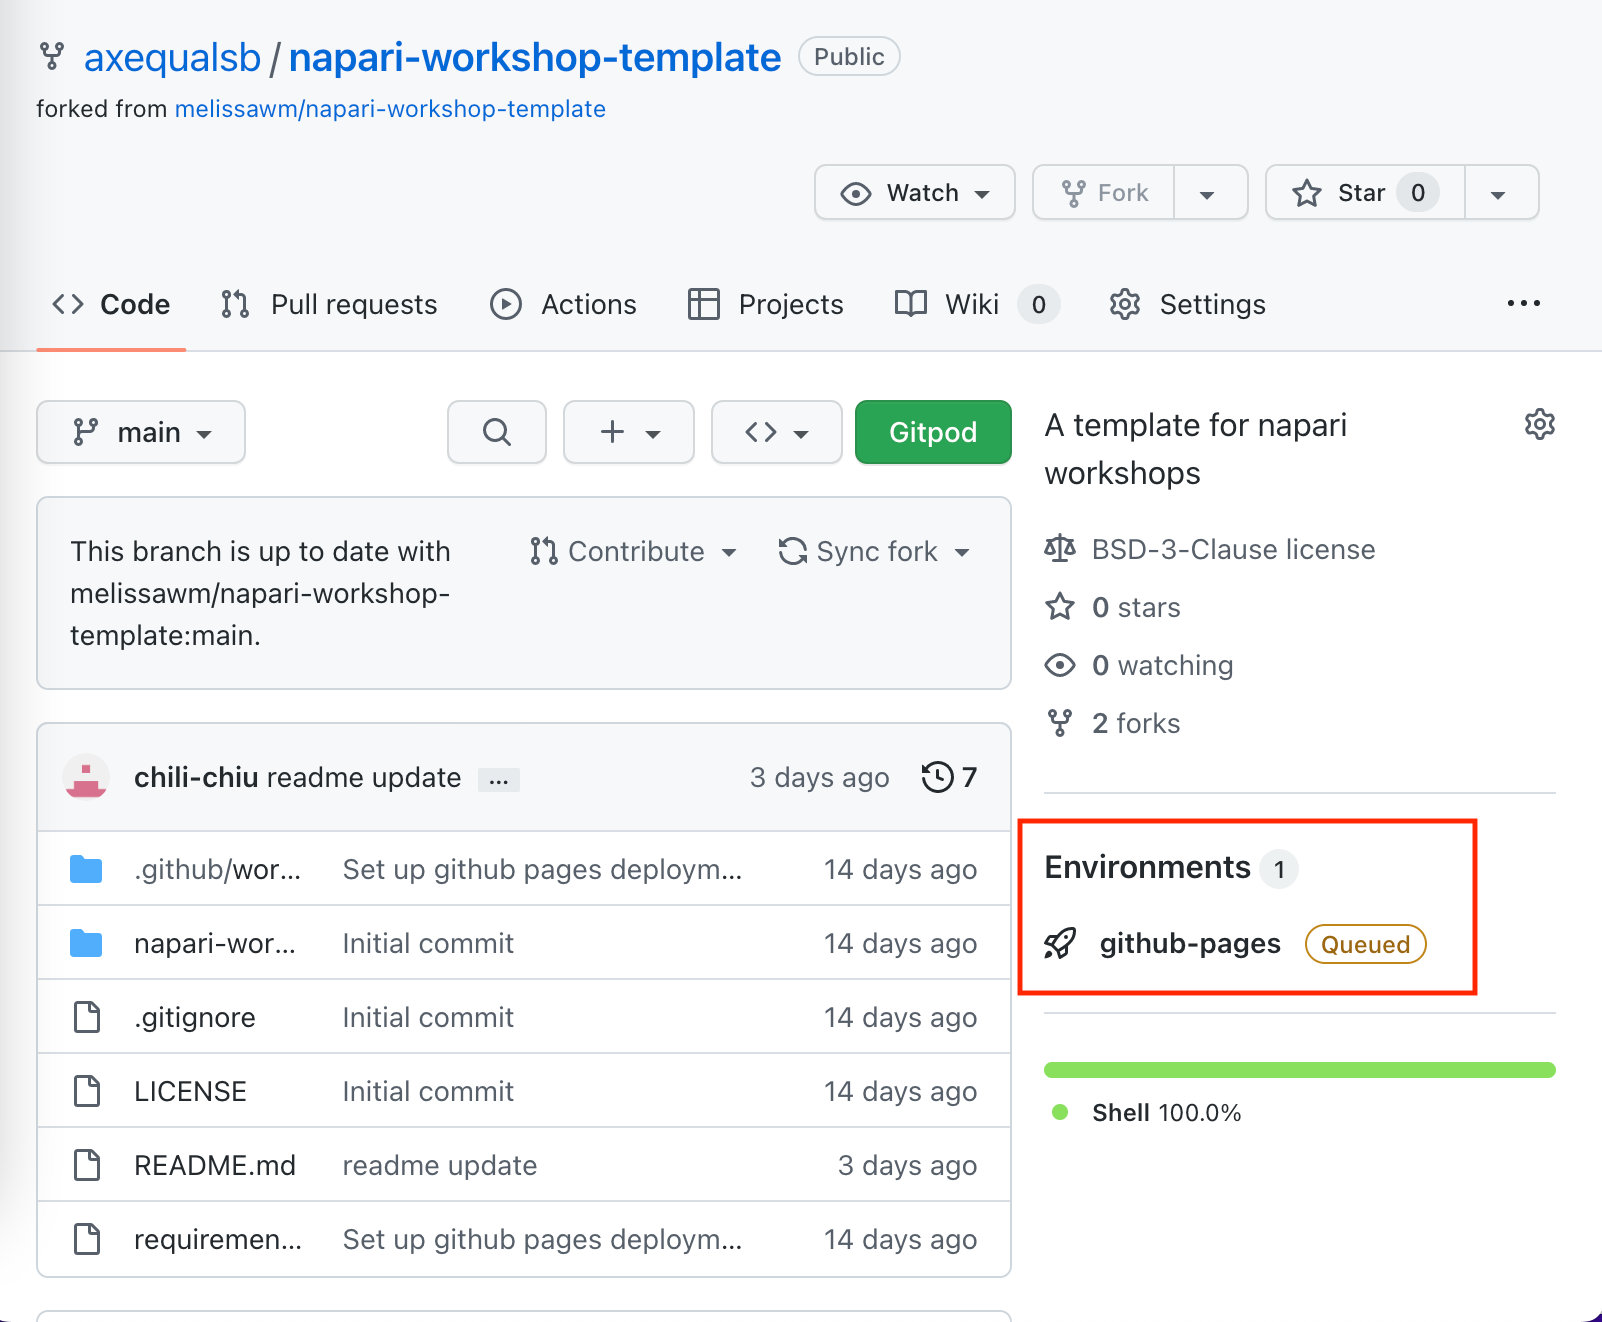 axequalsb/napari-workshop-template Public
forked from melissawm/napari-workshop-template
Watch Fork Star 0
Code Pull requests Actions Projects Wiki 0 Settings
main Gitpod
This branch is up to date with
melissawm/napari-workshop-
template:main.
Contribute Sync fork
chili-chiu readme update ... 3 days ago 7
.github/wor... Set up github pages deploym... 14 days ago
napari-wor... Initial commit 14 days ago
.gitignore Initial commit 14 days ago
LICENSE Initial commit 14 days ago
README.md readme update 3 days ago
requiremen... Set up github pages deploym... 14 days ago
A template for napari
workshops
BSD-3-Clause license
0 stars
0 watching
2 forks
Environments 1
github-pages Queued
Shell 100.0%